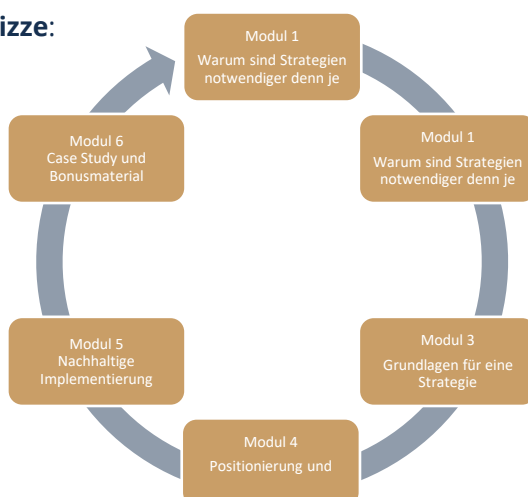 izze:
Modul 1
Warum sind Strategien
notwendiger denn je
Modul 1
Warum sind Strategien
notwendiger denn je
Modul 3
Grundlagen für eine
Strategie
Modul 4
Positionierung und
Modul 5
Nachhaltige
Implementierung
Modul 6
Case Study und
Bonusmaterial